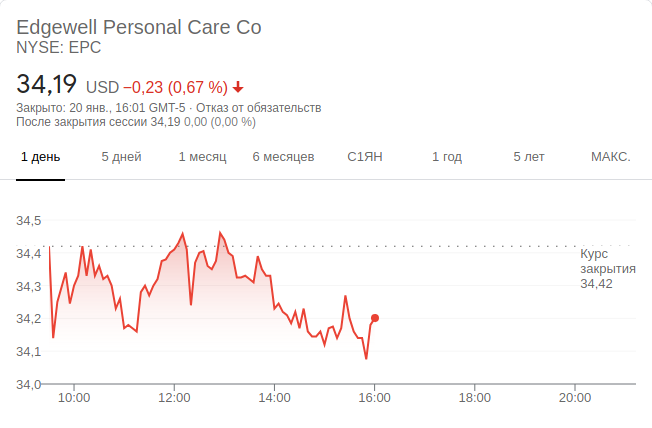 Edgewell Personal Care Co
NYSE: EPC
34,19 USD −0,23 (0,67 %)
Закрыто: 20 янв., 16:01 GMT-5 · Отказ от обязательств
После закрытия сессии 34,19 0,00 (0,00 %)
1 день 5 дней 1 месяц 6 месяцев С1ЯН 1 год 5 лет МАКС.
34,5
34,4
34,3
34,2
34,1
34,0
Курс
закрытия
34,42
10:00 12:00 14:00 16:00 18:00 20:00